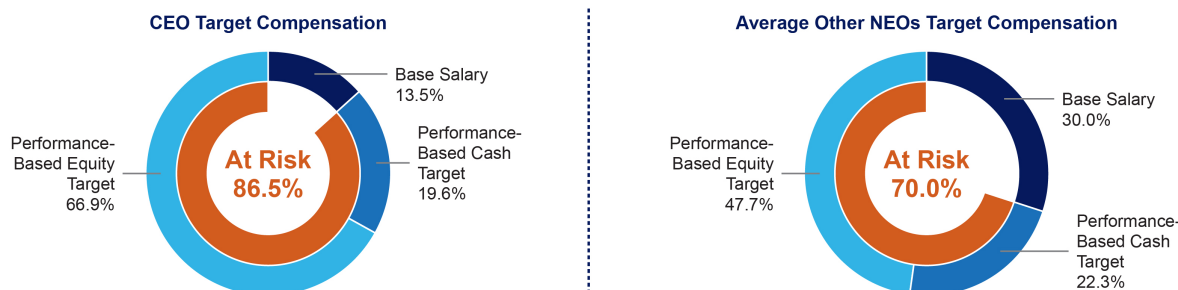 CEO Target Compensation
Base Salary
13.5%
Performance-
Based Cash
Target
19.6%
Performance-
Based Equity
Target
66.9%
At Risk
86.5%
Average Other NEOs Target Compensation
Base Salary
30.0%
Performance-
Based Equity
Target
47.7%
At Risk
70.0%
Performance-
Based Cash
Target
22.3%